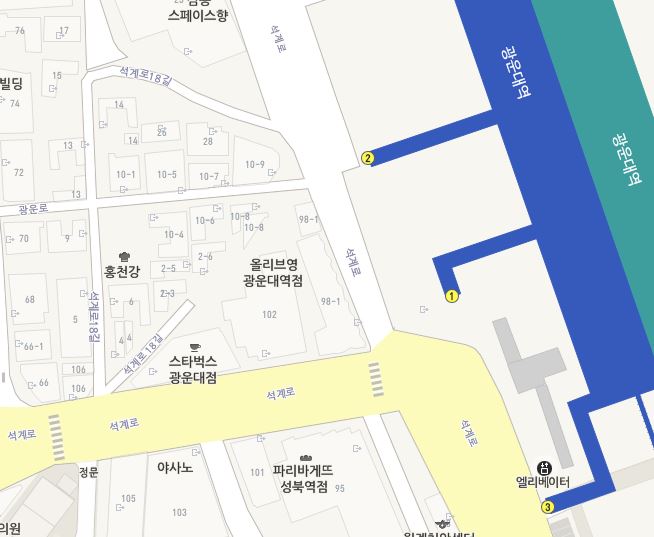 스페이스향
석계로
76
17
석계로18길
빌딩
15
74
14
26
14
28
13
10-9
72
10-1
10-5
10-7
13
광운로
2
광운대역
광운대역
10-6
10-8
10-8
98-1
70
9
10-4
2-6
홍천강
2-5
올리브영
광운대역점
석계로
2-3
68
5
6
석계로18길
98-1
102
1
66-1
4
4
석계로18길
스타벅스
광운대점
66
106
106
석계로
석계로
석계로
석계로
정문
야사노
101
파리바게뜨
성북역점
95
105
103
엘리베이터
3
의원